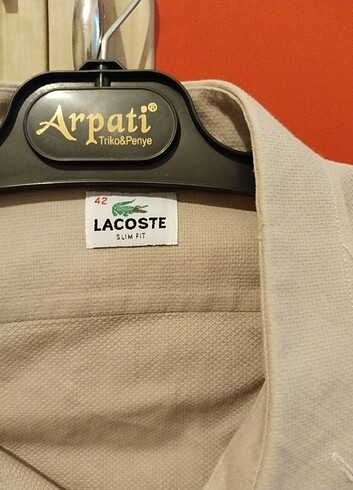 Arpati®
Triko&Penye
42
LACOSTE
SLIM FIT